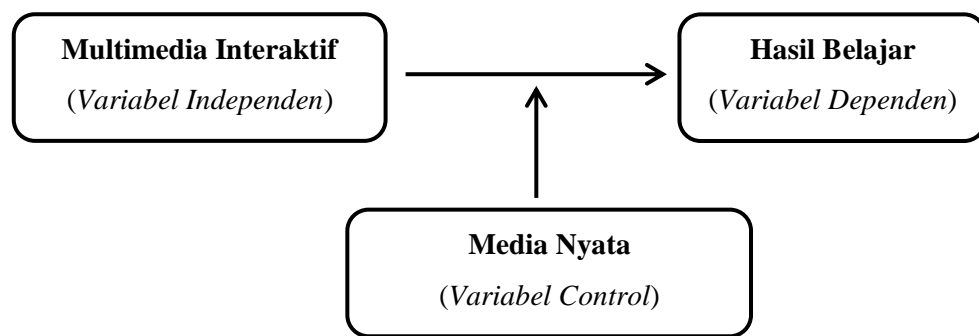 Multimedia Interaktif
(Variabel Independen)
Hasil Belajar
(Variabel Dependen)
Media Nyata
(Variabel Control)